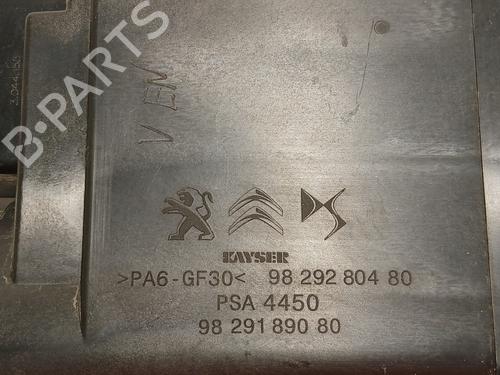 B-PARTS
V EM
KAYSER
>PA6-GF30< 98 292 804 80
PSA 4450
98 291 890 80